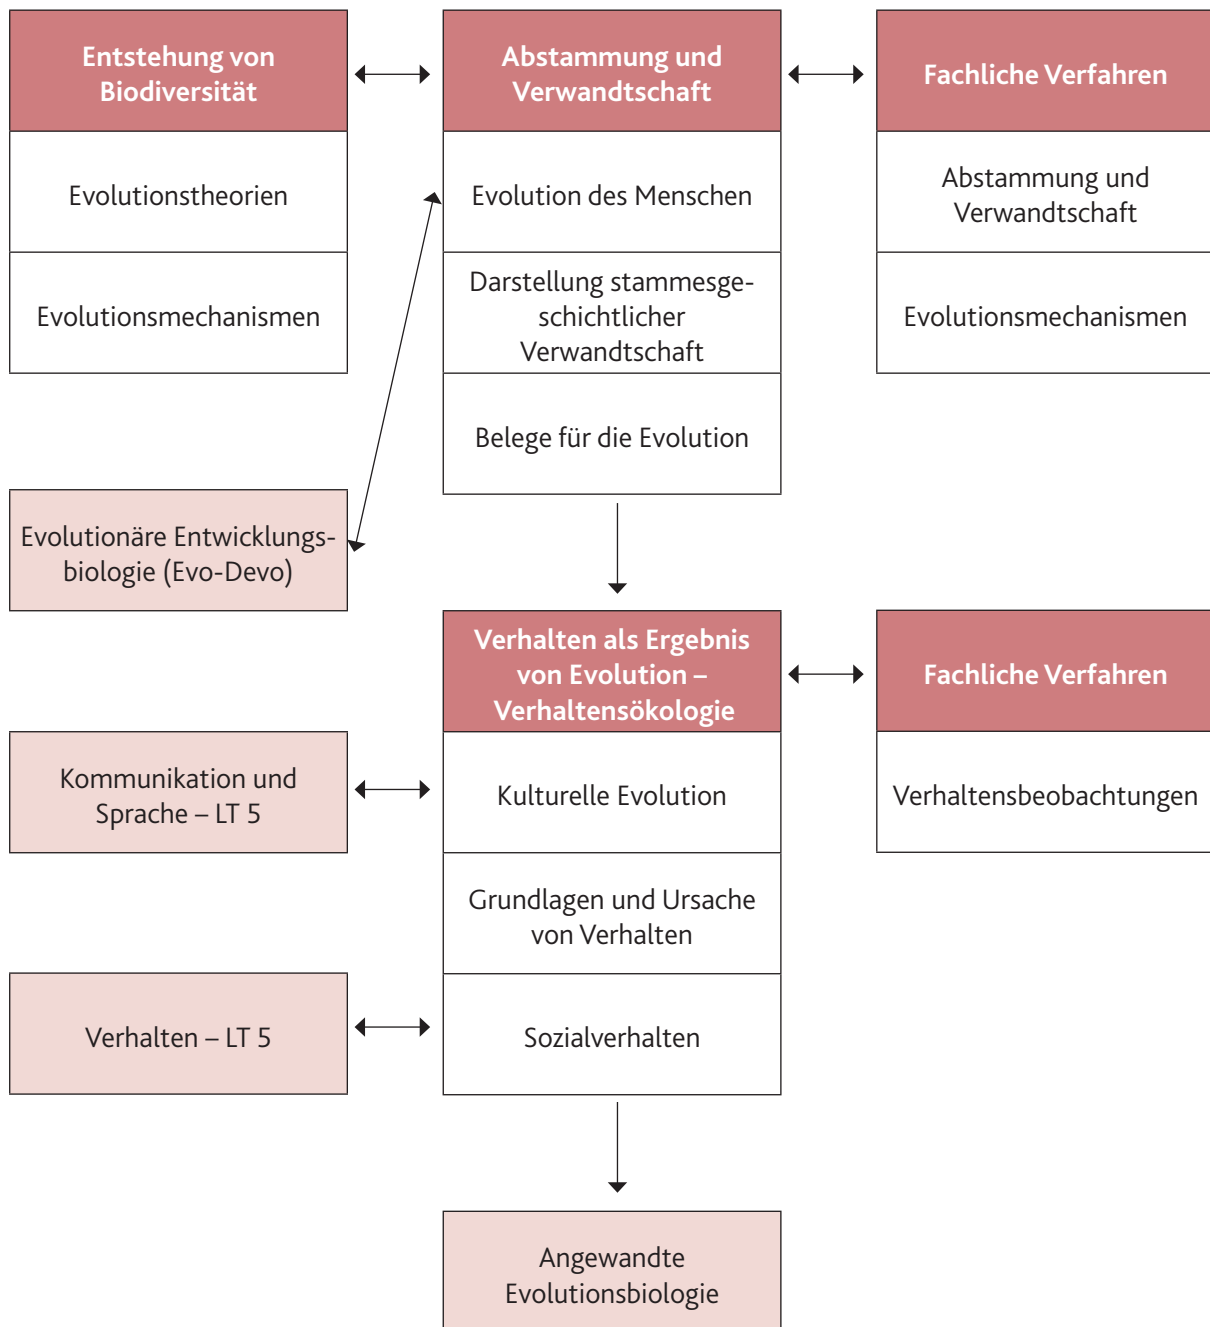 Entstehung von
Biodiversität
Evolutionstheorien
Evolutionsmechanismen
Abstammung und
Verwandtschaft
Evolution des Menschen
Darstellung stammesge-
schichtlicher
Verwandtschaft
Belege für die Evolution
Fachliche Verfahren
Abstammung und
Verwandtschaft
Evolutionsmechanismen
Evolutionäre Entwicklungs-
biologie (Evo-Devo)
Verhalten als Ergebnis
von Evolution –
Verhaltensökologie
Kulturelle Evolution
Grundlagen und Ursache
von Verhalten
Sozialverhalten
Fachliche Verfahren
Verhaltensbeobachtungen
Kommunikation und
Sprache – LT 5
Verhalten – LT 5
Angewandte
Evolutionsbiologie